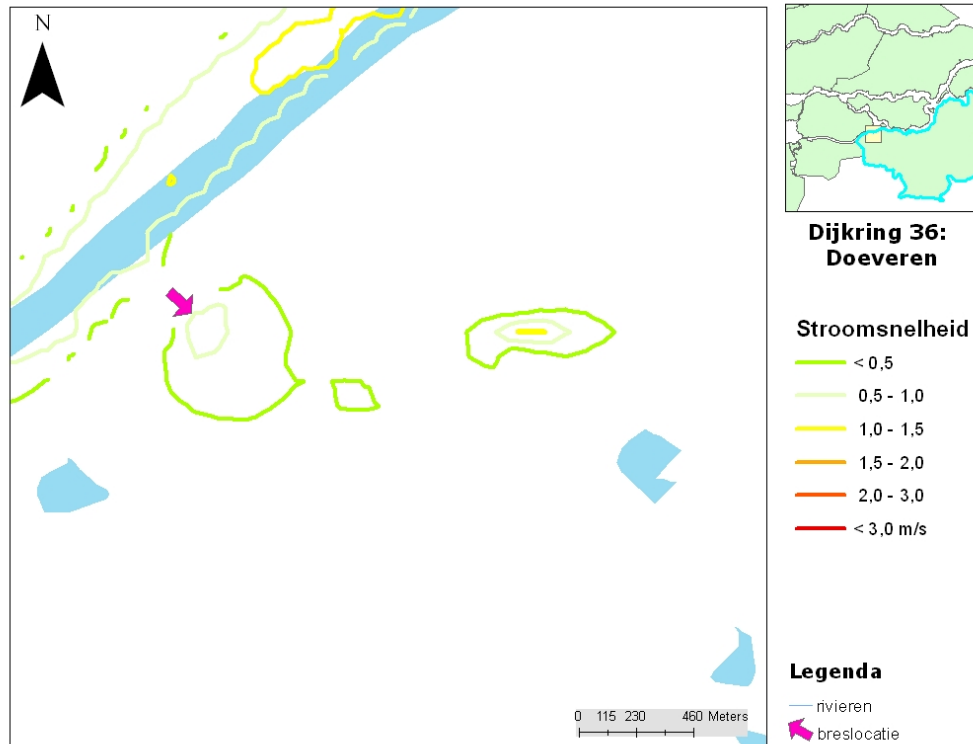 N
Dijkring 36:
Doeveren
Stroomsnelheid
< 0,5
0,5 - 1,0
1,0 - 1,5
1,5 - 2,0
2,0 - 3,0
< 3,0 m/s
0 115 230 460 Meters
Legenda
rivieren
breslocatie